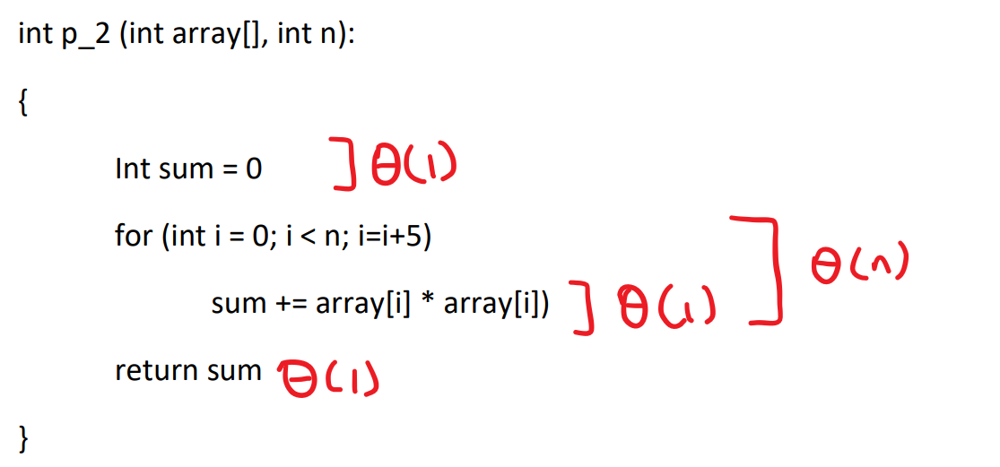 int p_2 (int array[], int n):
{
Int sum = 0 ] θ(1)
for (int i = 0; i < n; i=i+5) ] θ(n)
sum += array[i] * array[i]) ] θ(1)
return sum θ(1)
}